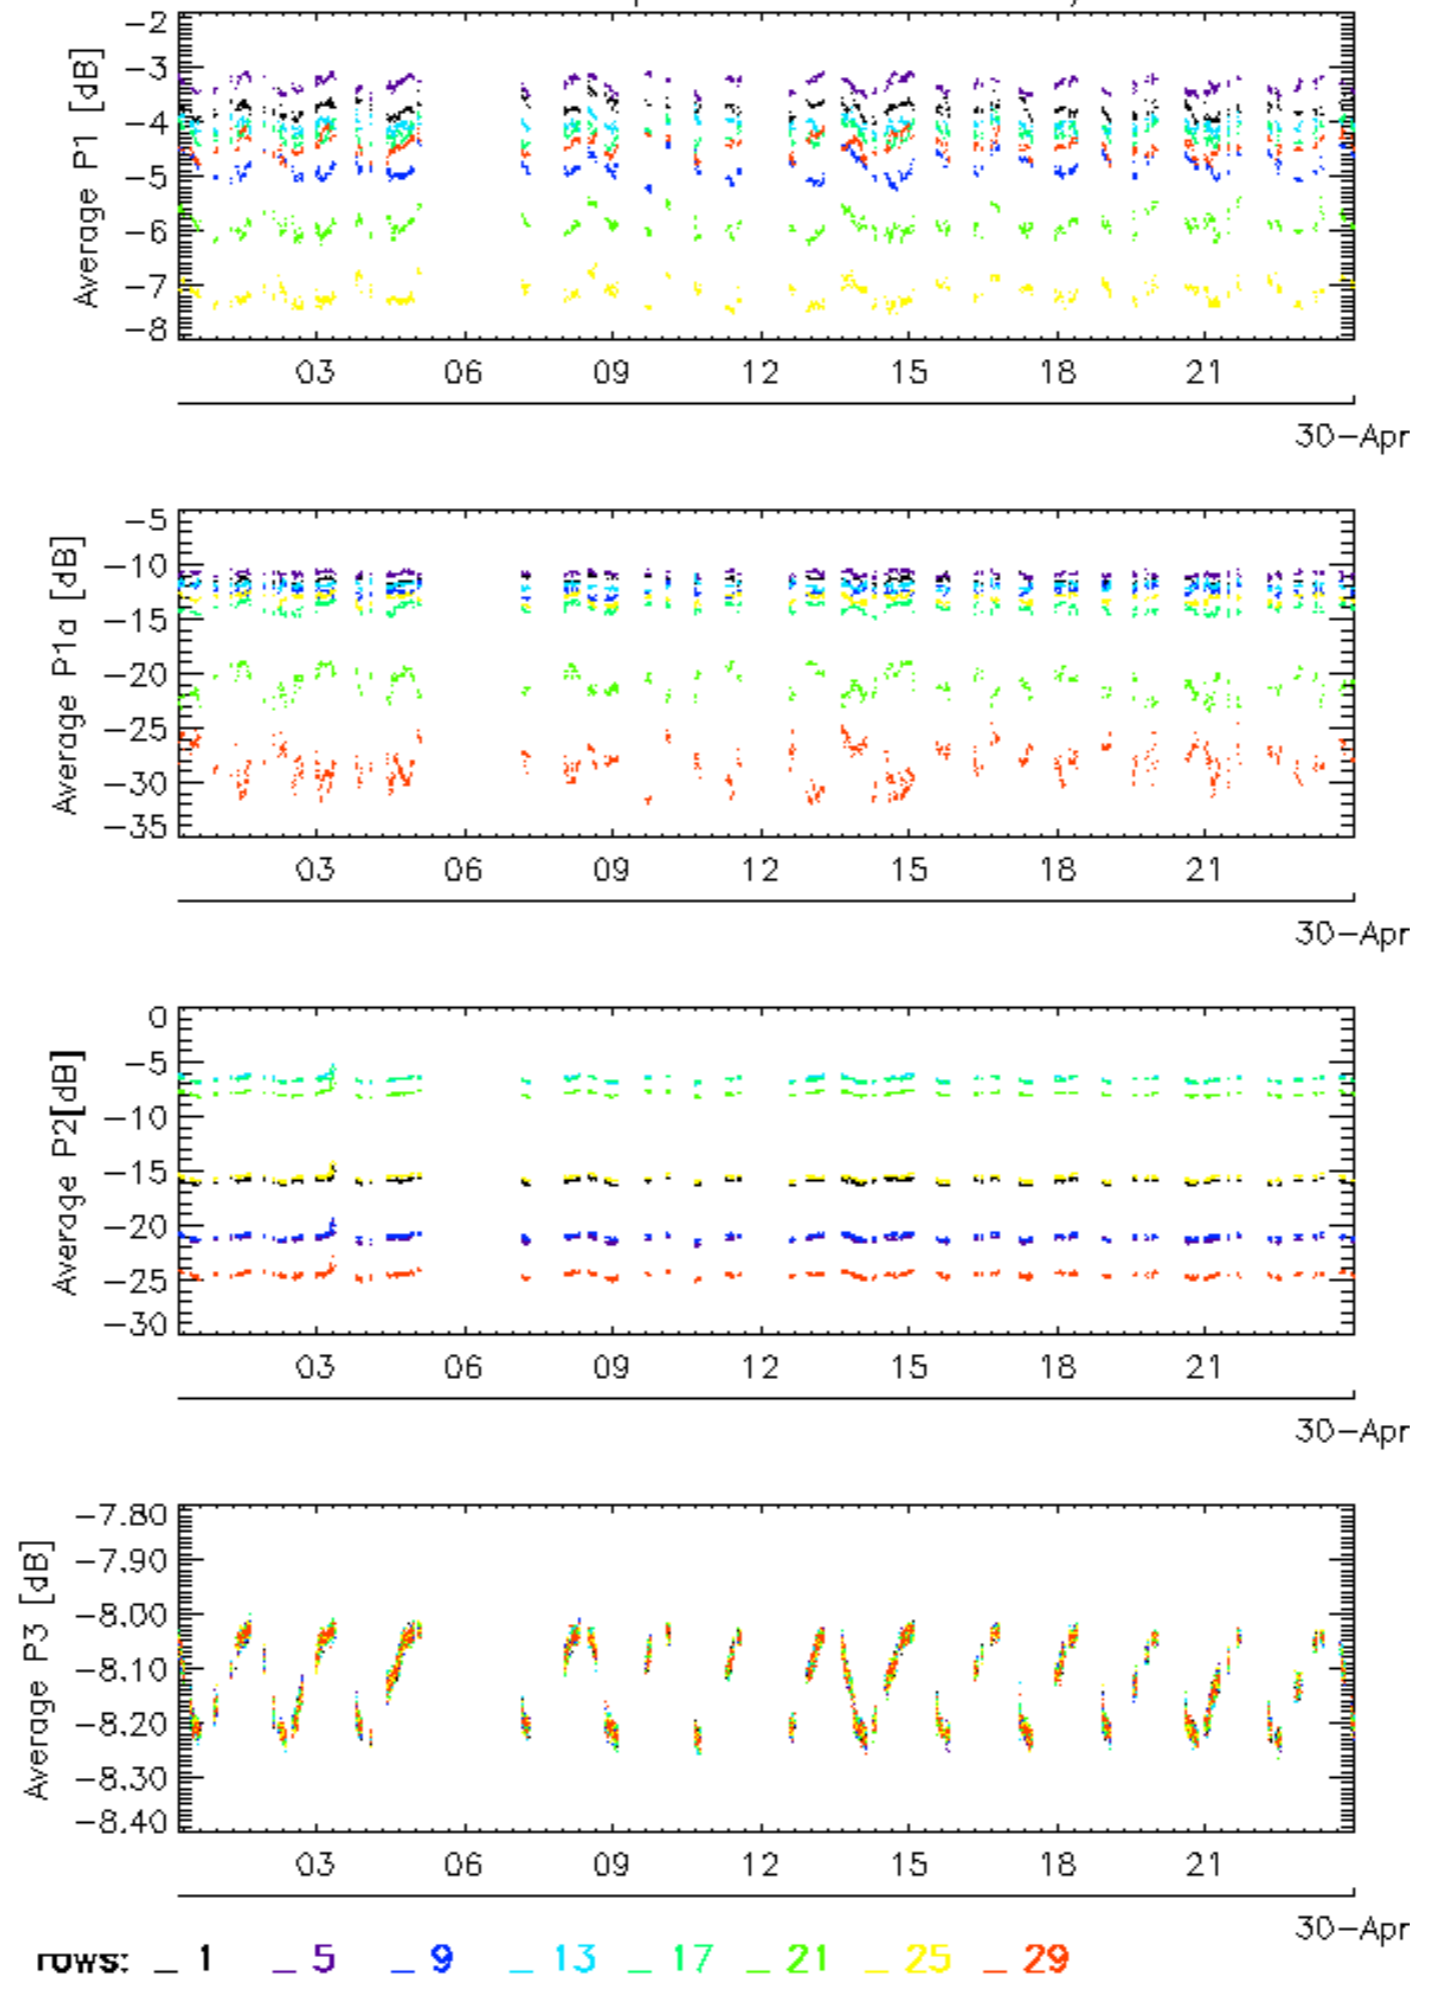 -2
-3
-4
-5
-6
-7
-8
Average P1 [dB]
03 06 09 12 15 18 21
30-Apr
-5
-10
-15
-20
-25
-30
-35
Average P1a [dB]
03 06 09 12 15 18 21
30-Apr
0
-5
-10
-15
-20
-25
-30
Average P2[dB]
03 06 09 12 15 18 21
30-Apr
-7.80
-7.90
-8.00
-8.10
-8.20
-8.30
-8.40
Average P3 [dB]
03 06 09 12 15 18 21
30-Apr
rows: _ 1 _ 5 _ 9 _ 13 _ 17 _ 21 _ 25 _ 29